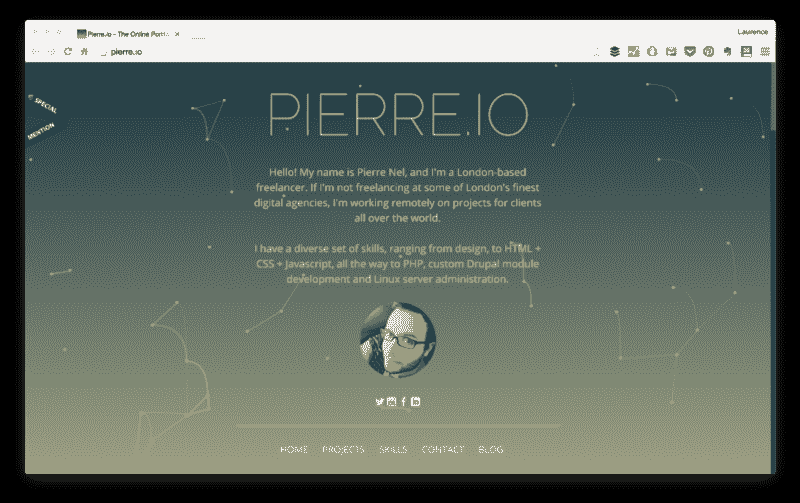 Pierre.io - The Online Portf...
Lawrence
pierre.io
SPECIAL
MENTION
PIERRE.IO
Hello! My name is Pierre Nel, and I'm a London-based
freelancer. If I'm not freelancing at some of London's finest
digital agencies, I'm working remotely on projects for clients
all over the world.
I have a diverse set of skills, ranging from design, to HTML +
CSS + Javascript, all the way to PHP, custom Drupal module
development and Linux server administration.
HOME PROJECTS SKILLS CONTACT BLOG